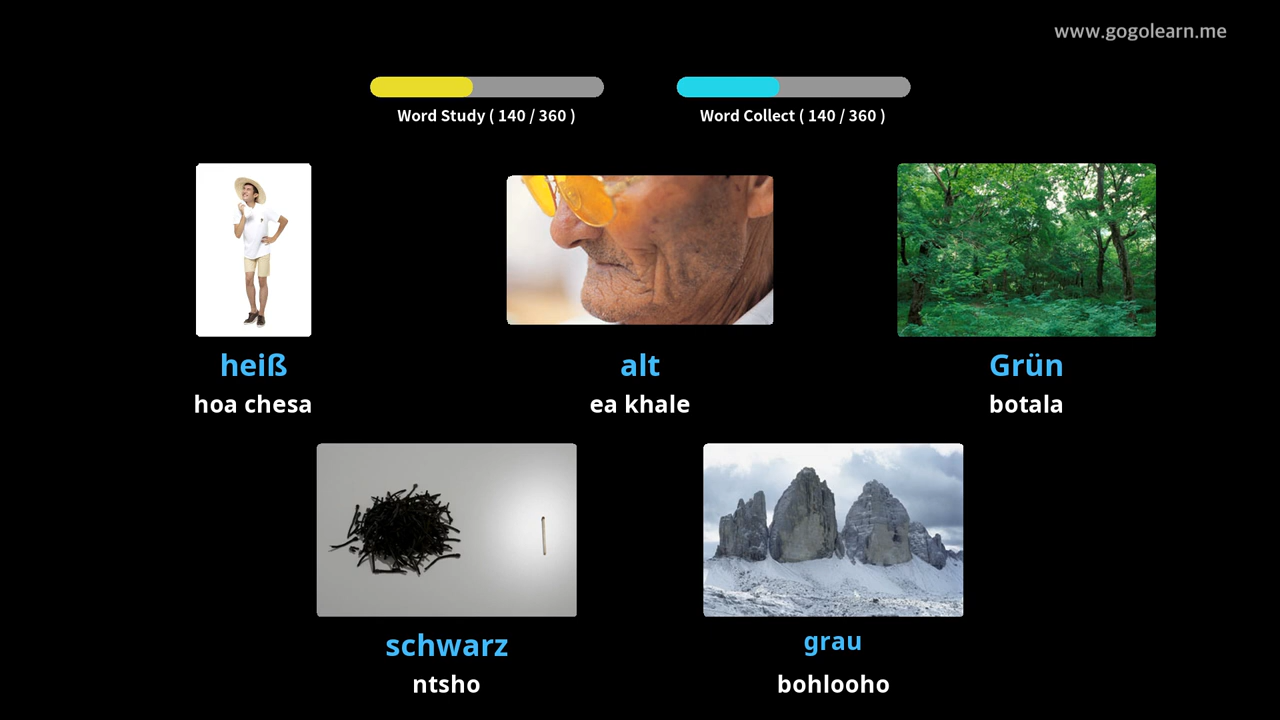 www.gogolearn.me
Word Study ( 140 / 360 )
Word Collect ( 140 / 360 )
heiß
hoa chesa
alt
ea khale
Grün
botala
schwarz
ntsho
grau
bohlooho